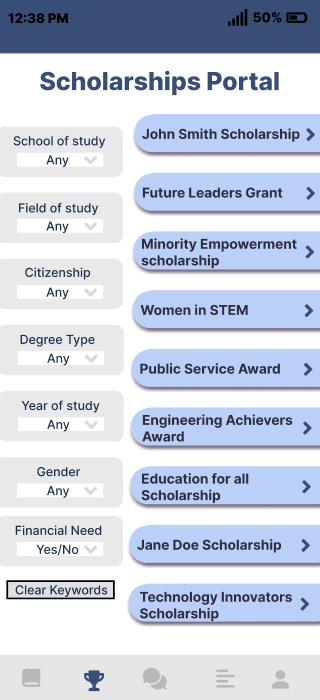 12:38 PM
50%
Scholarships Portal
School of study
Any
Field of study
Any
Citizenship
Any
Degree Type
Any
Year of study
Any
Gender
Any
Financial Need
Yes/No
Clear Keywords
John Smith Scholarship
Future Leaders Grant
Minority Empowerment
scholarship
Women in STEM
Public Service Award
Engineering Achievers
Award
Education for all
Scholarship
Jane Doe Scholarship
Technology Innovators
Scholarship